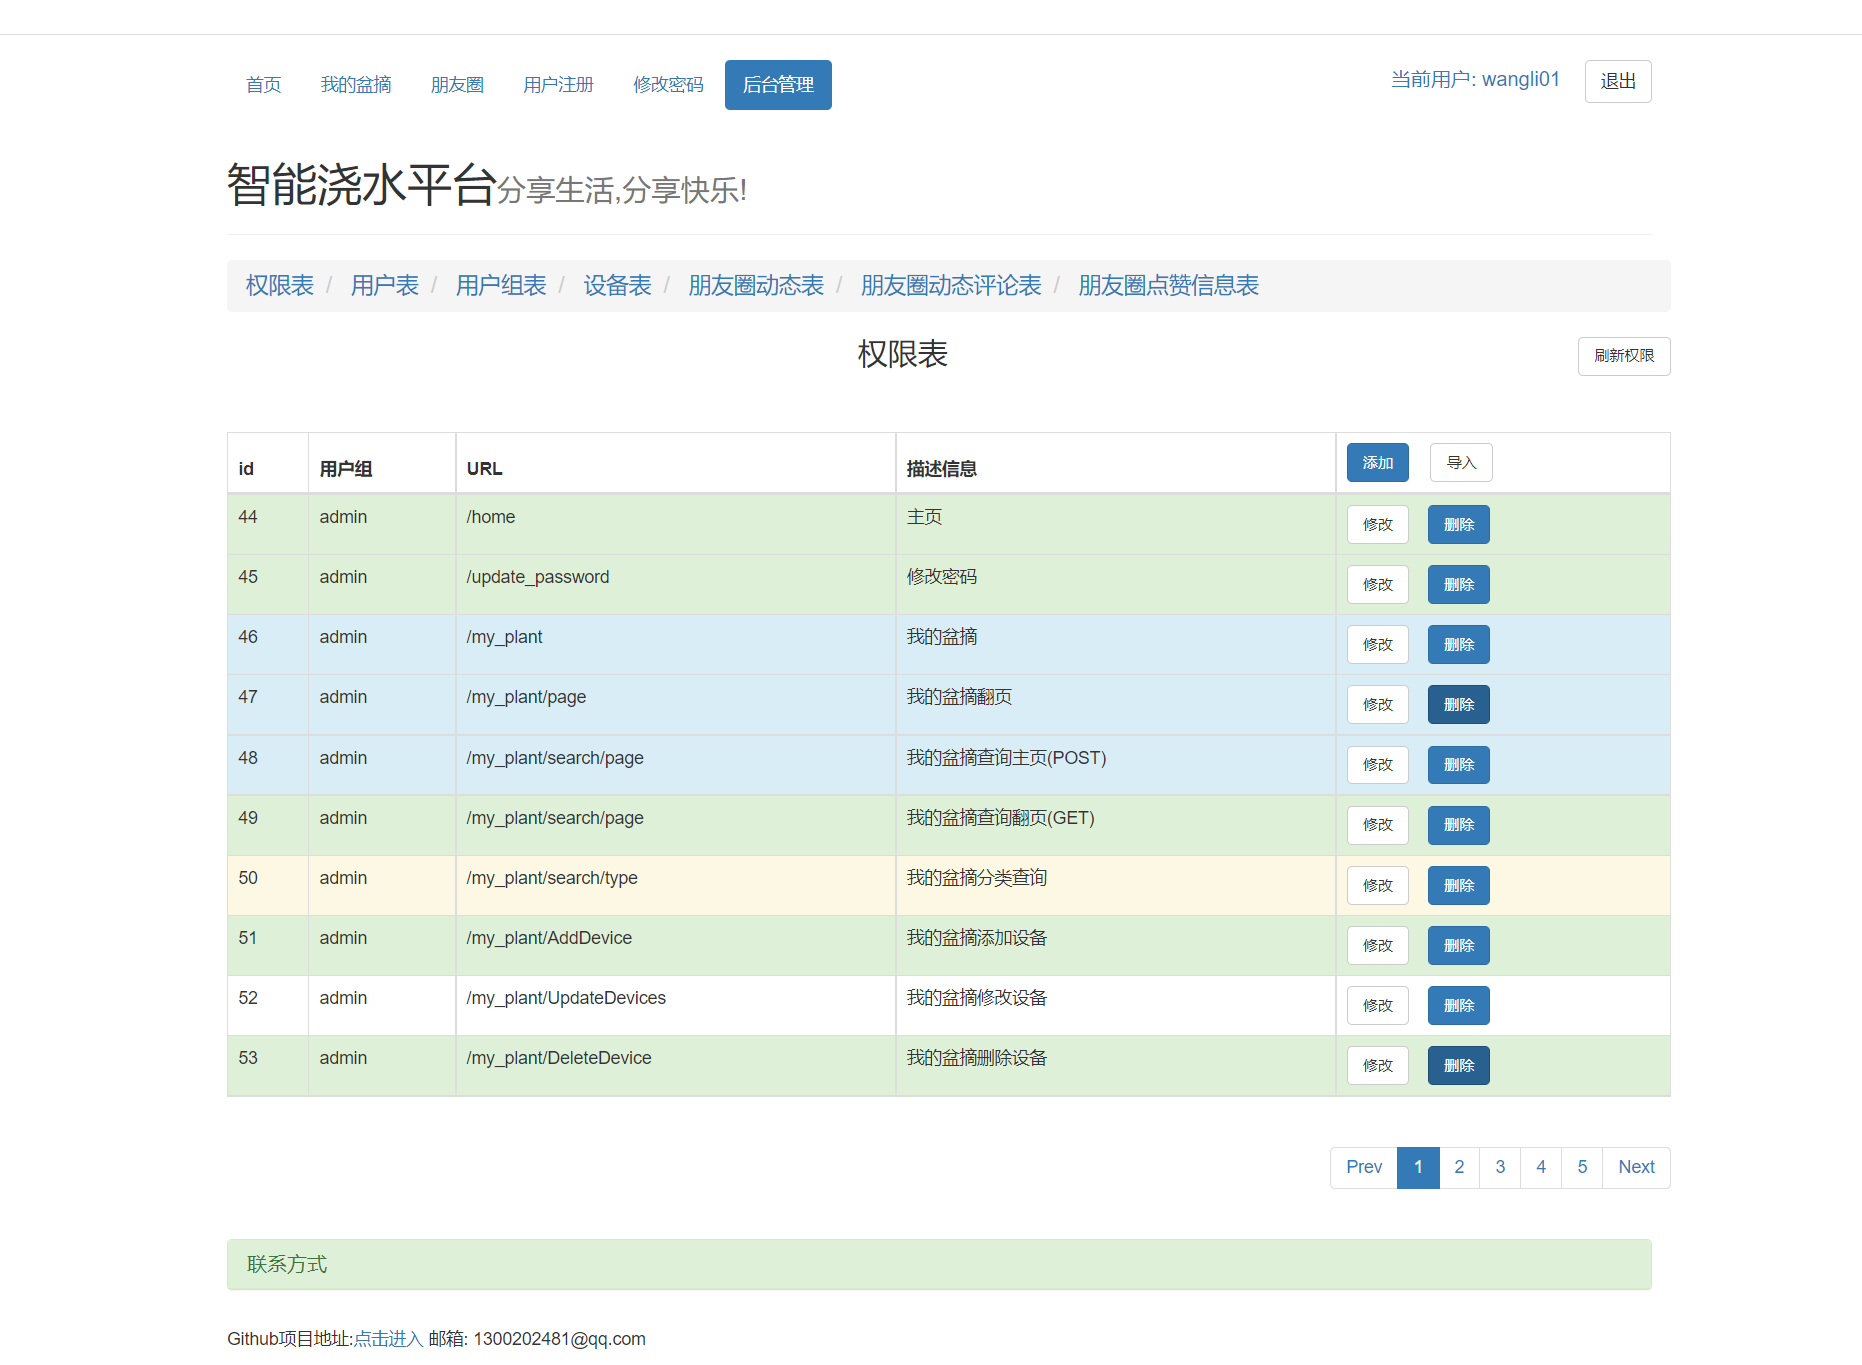 首页 我的盆摘 朋友圈 用户注册 修改密码 后台管理 当前用户: wangli01 退出
智能浇水平台分享生活,分享快乐!
权限表 / 用户表 / 用户组表 / 设备表 / 朋友圈动态表 / 朋友圈动态评论表 / 朋友圈点赞信息表
权限表 刷新权限
id 用户组 URL 描述信息 添加 导入
44 admin /home 主页 修改 删除
45 admin /update_password 修改密码 修改 删除
46 admin /my_plant 我的盆摘 修改 删除
47 admin /my_plant/page 我的盆摘翻页 修改 删除
48 admin /my_plant/search/page 我的盆摘查询主页(POST) 修改 删除
49 admin /my_plant/search/page 我的盆摘查询翻页(GET) 修改 删除
50 admin /my_plant/search/type 我的盆摘分类查询 修改 删除
51 admin /my_plant/AddDevice 我的盆摘添加设备 修改 删除
52 admin /my_plant/UpdateDevices 我的盆摘修改设备 修改 删除
53 admin /my_plant/DeleteDevice 我的盆摘删除设备 修改 删除
Prev 1 2 3 4 5 Next
联系方式
Github项目地址:点击进入 邮箱: 1300202481@qq.com